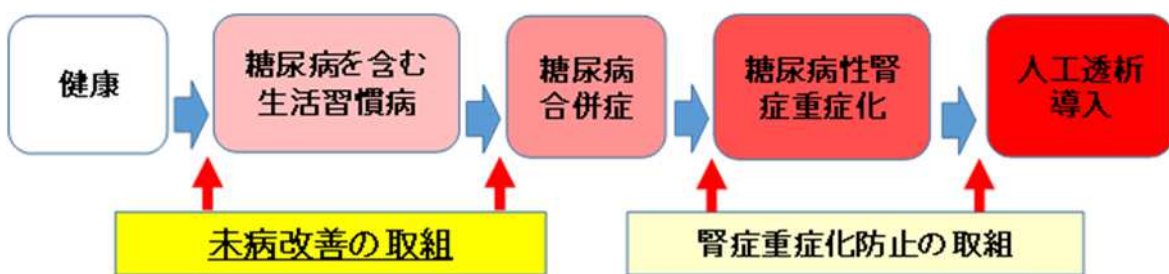 健康
糖尿病を含む
生活習慣病
糖尿病
合併症
糖尿病性腎
症重症化
人工透析
導入
未病改善の取組
腎症重症化防止の取組